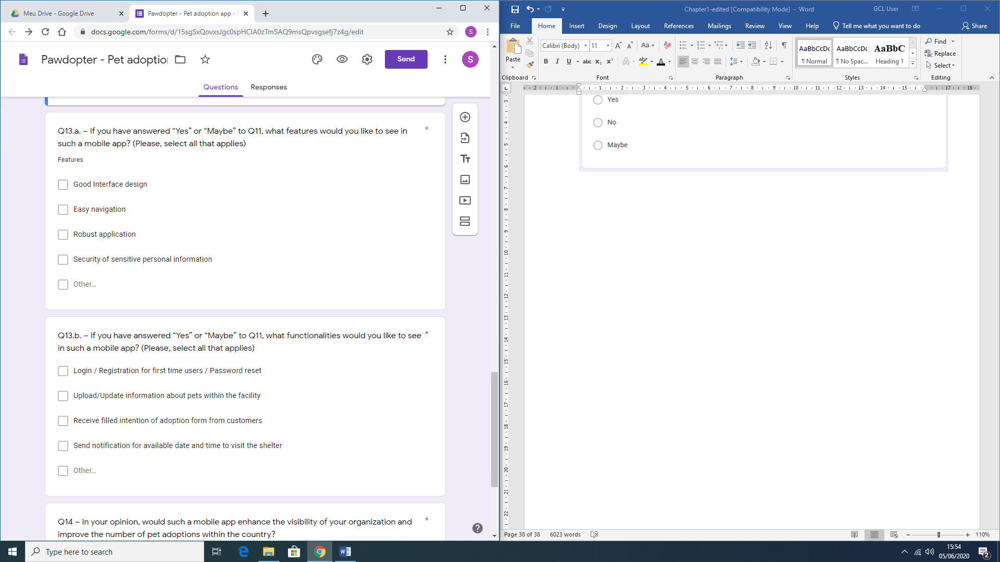 Meu Drive - Google Drive
Pawdopter - Pet adoption app -
docs.google.com/forms/d/15sgSxQovxsJgc0spHCIA0zTmSAQ9msQpvsgsefj7z4g/edit
S
Pawdopter - Pet adoption
Send
S
Questions
Responses
Q13.a. – If you have answered “Yes” or “Maybe” to Q11, what features would you like to see in
such a mobile app? (Please, select all that applies)
*
Features
Good Interface design
Easy navigation
Robust application
Security of sensitive personal information
Other…
Q13.b. – If you have answered “Yes” or “Maybe” to Q11, what functionalities would you like to see
in such a mobile app? (Please, select all that applies)
*
Login / Registration for first time users / Password reset
Upload/Update information about pets within the facility
Receive filled intention of adoption form from customers
Send notification for available date and time to visit the shelter
Other…
Q14 – In your opinion, would such a mobile app enhance the visibility of your organization and
improve the number of pet adoptions within the country?
*
Chapter1-edited [Compatibility Mode] - Word
GCL User
File Home Insert Design Layout References Mailings Review View Help Tell me what you want to do Share
Paste
Clipboard
Calibri (Body) 11
Font
Paragraph
AaBbCcDc AaBbCcDc AaBbC
¶ Normal ¶ No Spac... Heading 1
Styles
Find
Replace
Select
Editing
Yes
No
Maybe
Page 38 of 38 6023 words
110%
Type here to search
15:54
05/06/2020
2